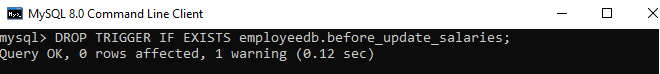 MySQL 8.0 Command Line Client
mysql> DROP TRIGGER IF EXISTS employeedb.before_update_salaries;
Query OK, 0 rows affected, 1 warning (0.12 sec)